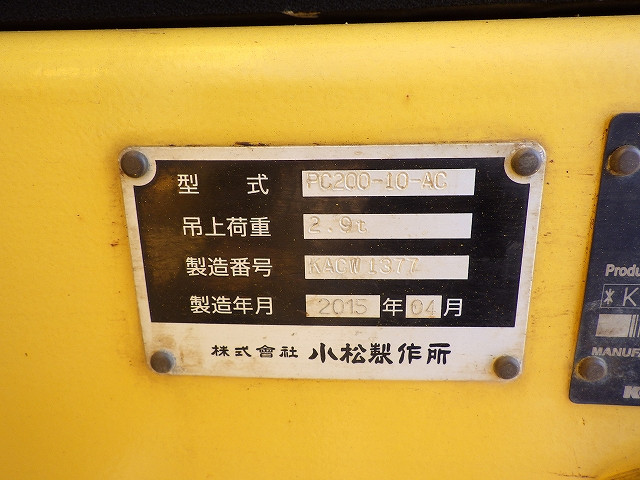 型式 PC200-10-AC
吊上荷重 2.9t
製造番号 KACW1377
製造年月 2015年04月
株式會社 小松製作所
Produ
*K
MANUF
K